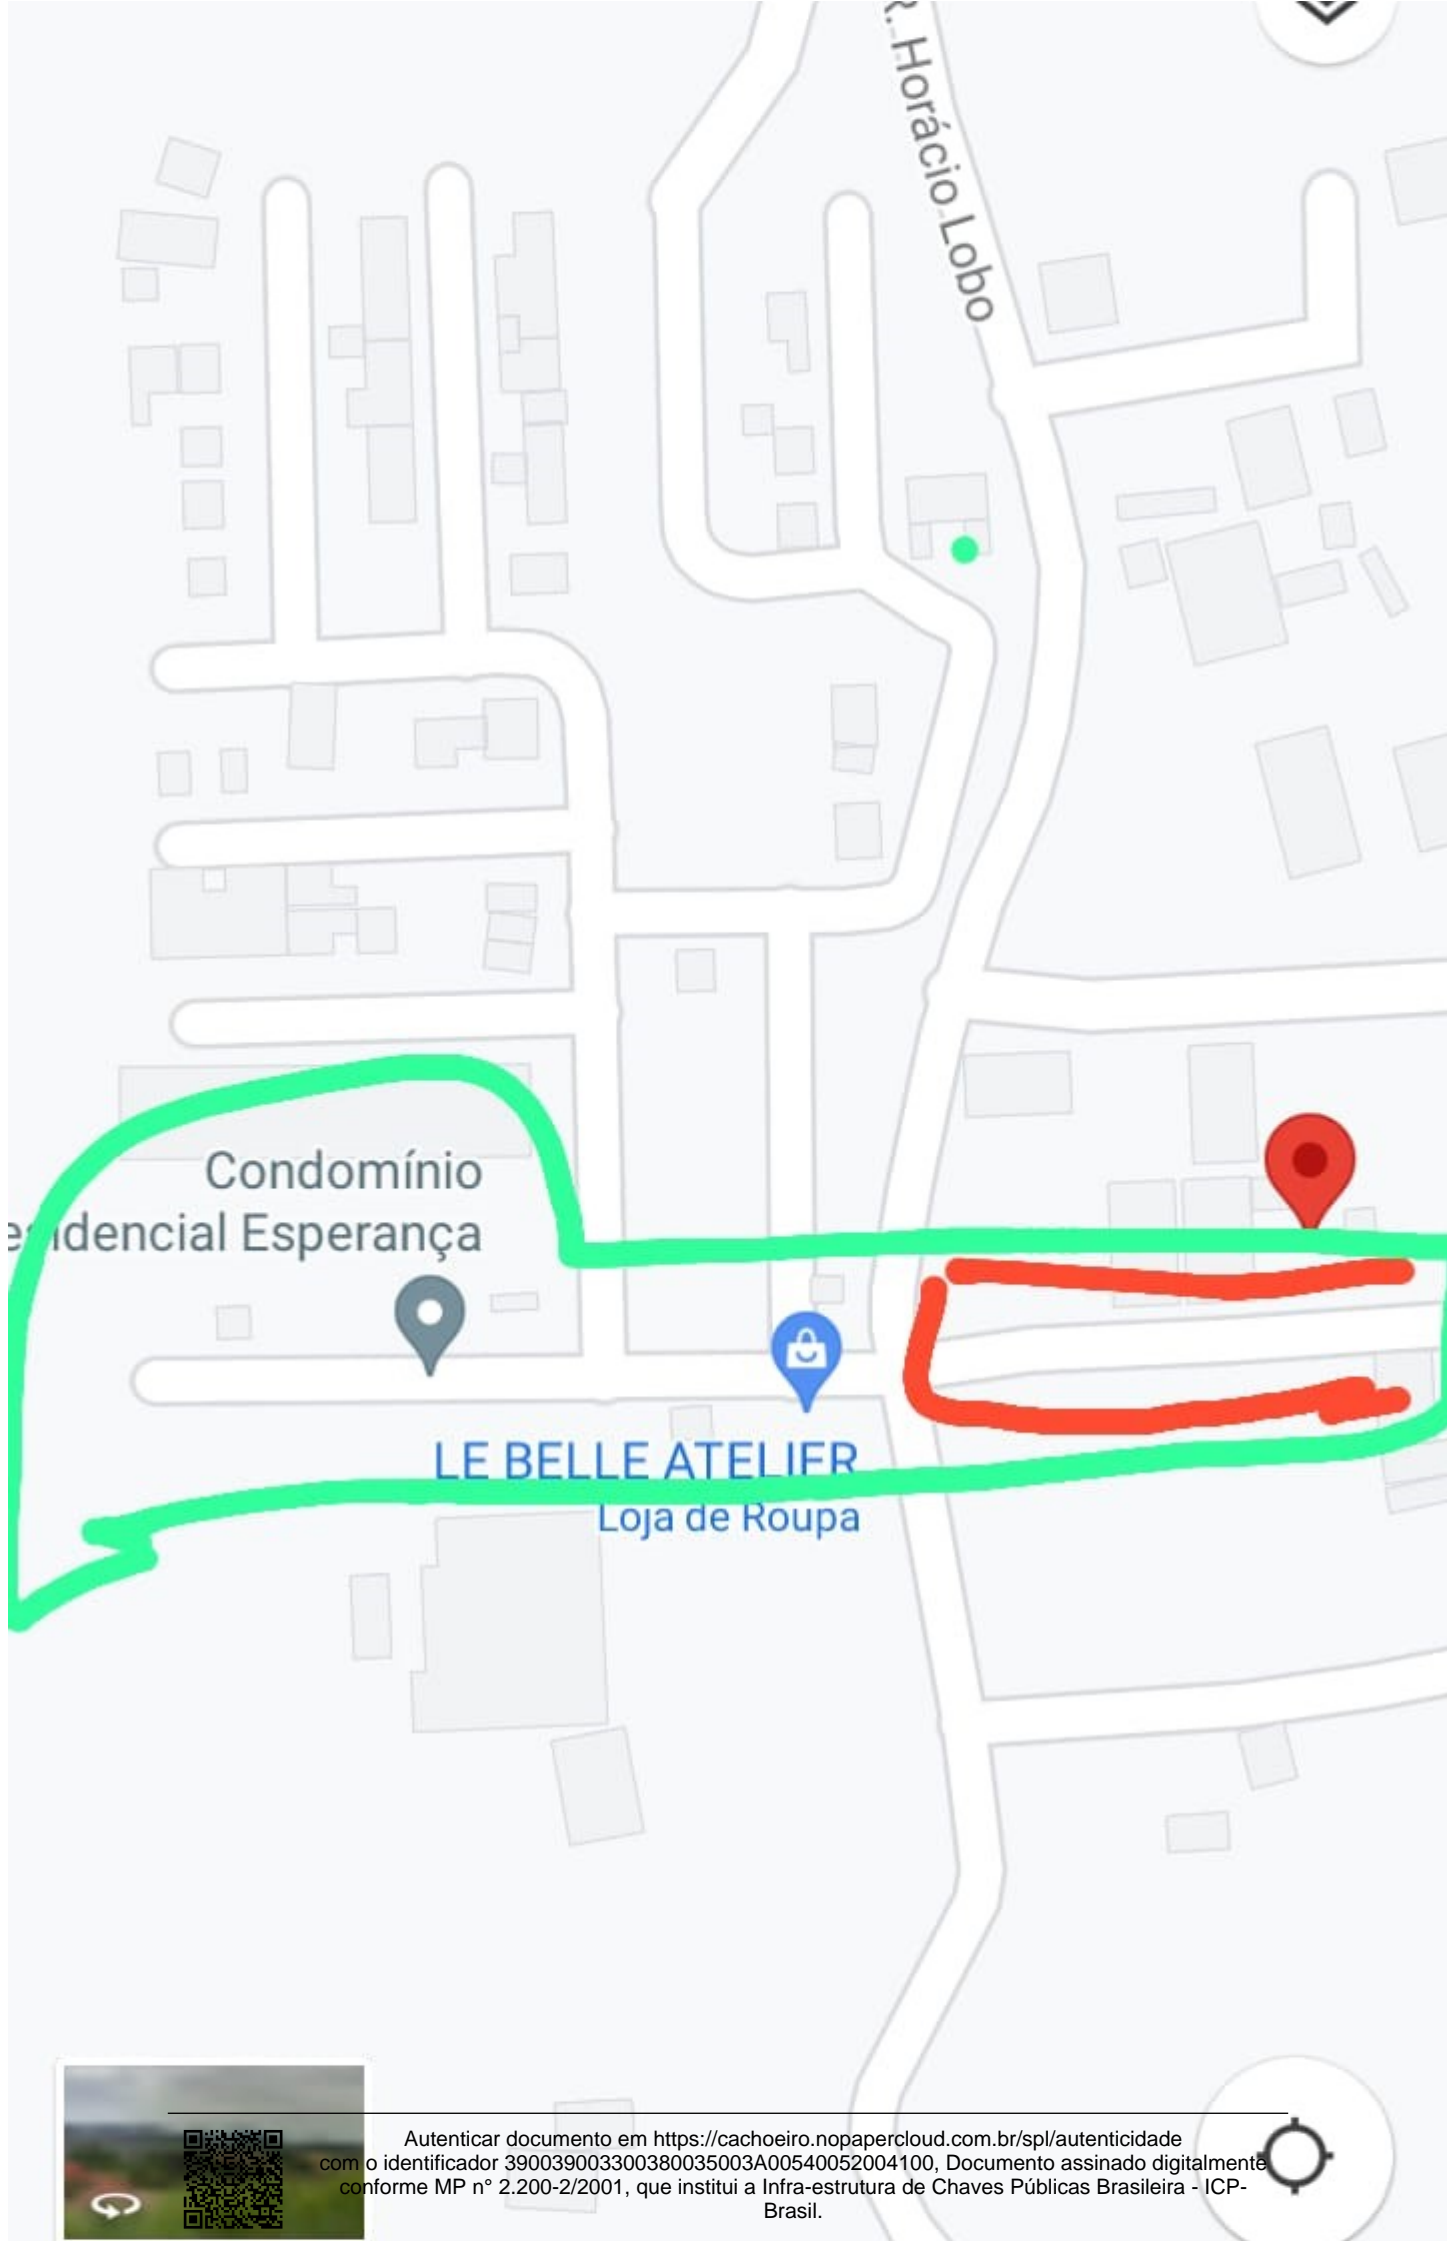 R. Horácio Lobo
Condomínio
esidencial Esperança
LE BELLE ATELIER
Loja de Roupa
Autenticar documento em https://cachoeiro.nopapercloud.com.br/spl/autenticidade
com o identificador 390039003300380035003A00540052004100, Documento assinado digitalmente
conforme MP n° 2.200-2/2001, que institui a Infra-estrutura de Chaves Públicas Brasileira - ICP-
Brasil.